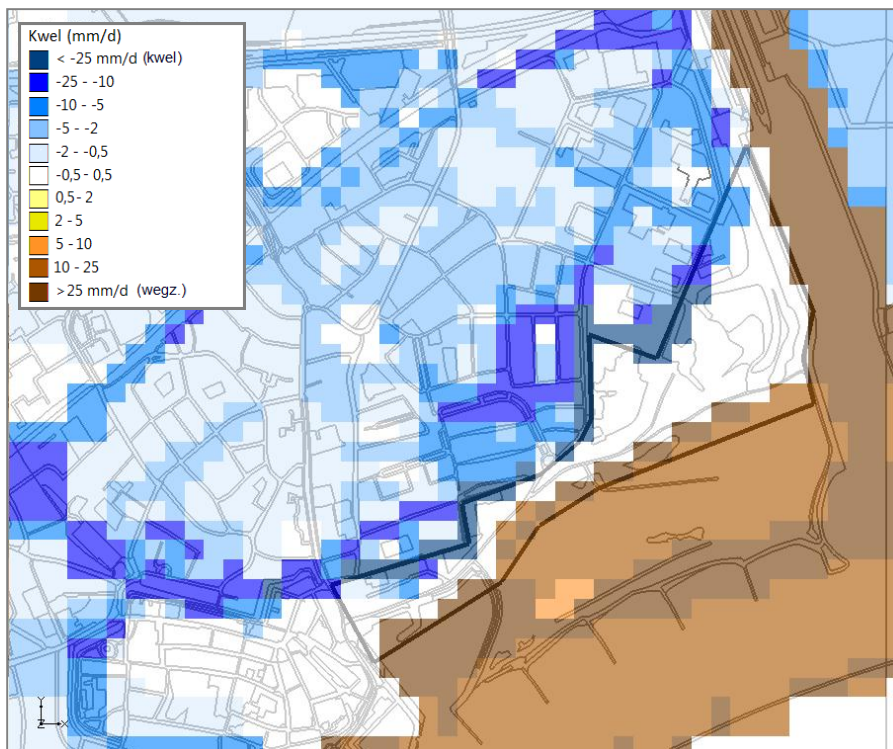 Kwel (mm/d)
< -25 mm/d (kwel)
-25 - -10
-10 - -5
-5 - -2
-2 - -0,5
-0,5 - 0,5
0,5 - 2
2 - 5
5 - 10
10 - 25
>25 mm/d (wegz.)
Y
Z X